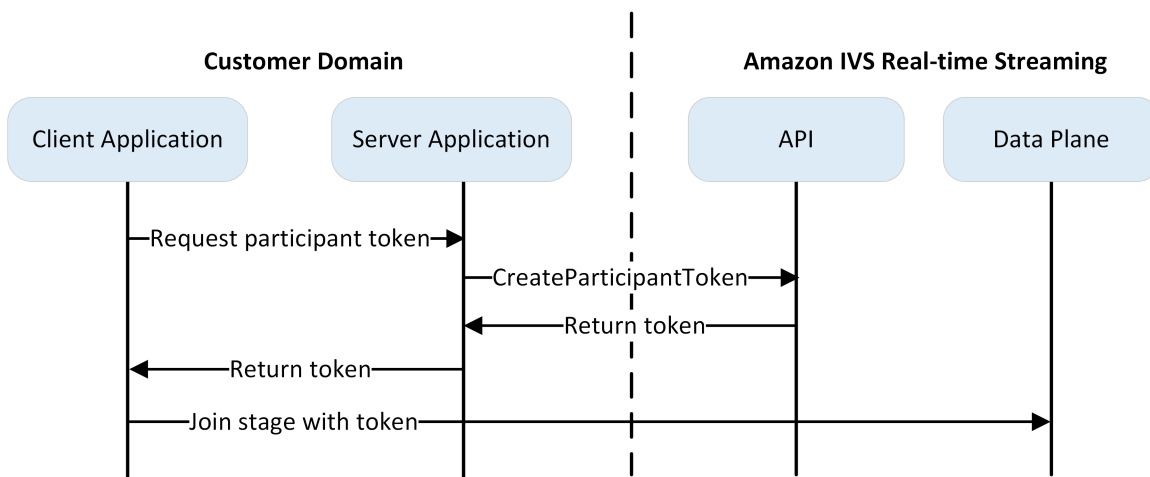 Customer Domain
Amazon IVS Real-time Streaming
Client Application
Server Application
API
Data Plane
Request participant token
CreateParticipantToken
Return token
Return token
Join stage with token